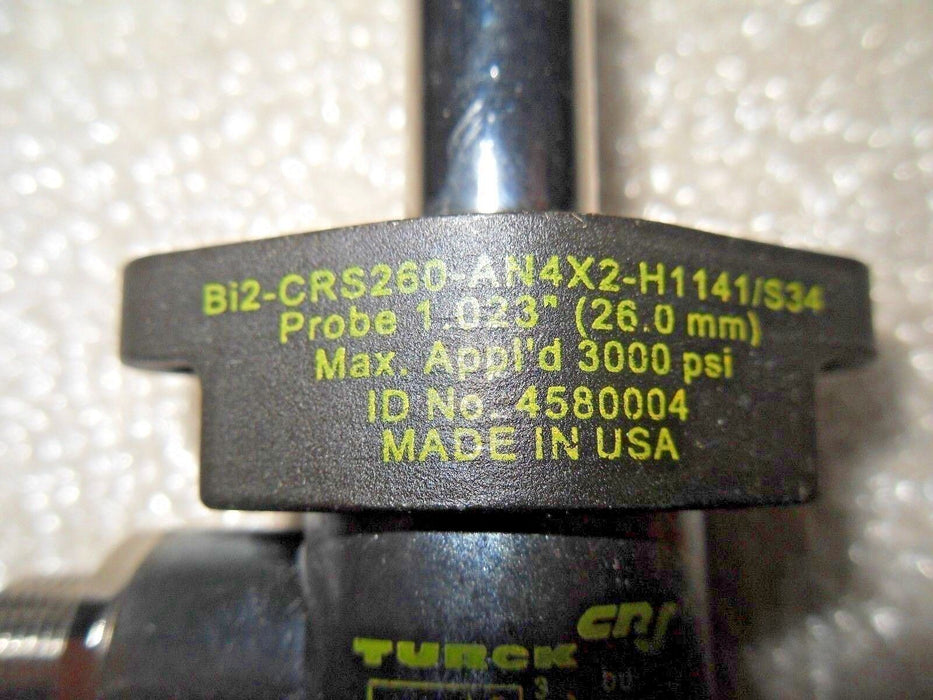 Bi2-CRS260-AN4X2-H1141/S34
Probe 1.023" (26.0 mm)
Max. Appl'd 3000 psi
ID No. 4580004
MADE IN USA
TURCK
3